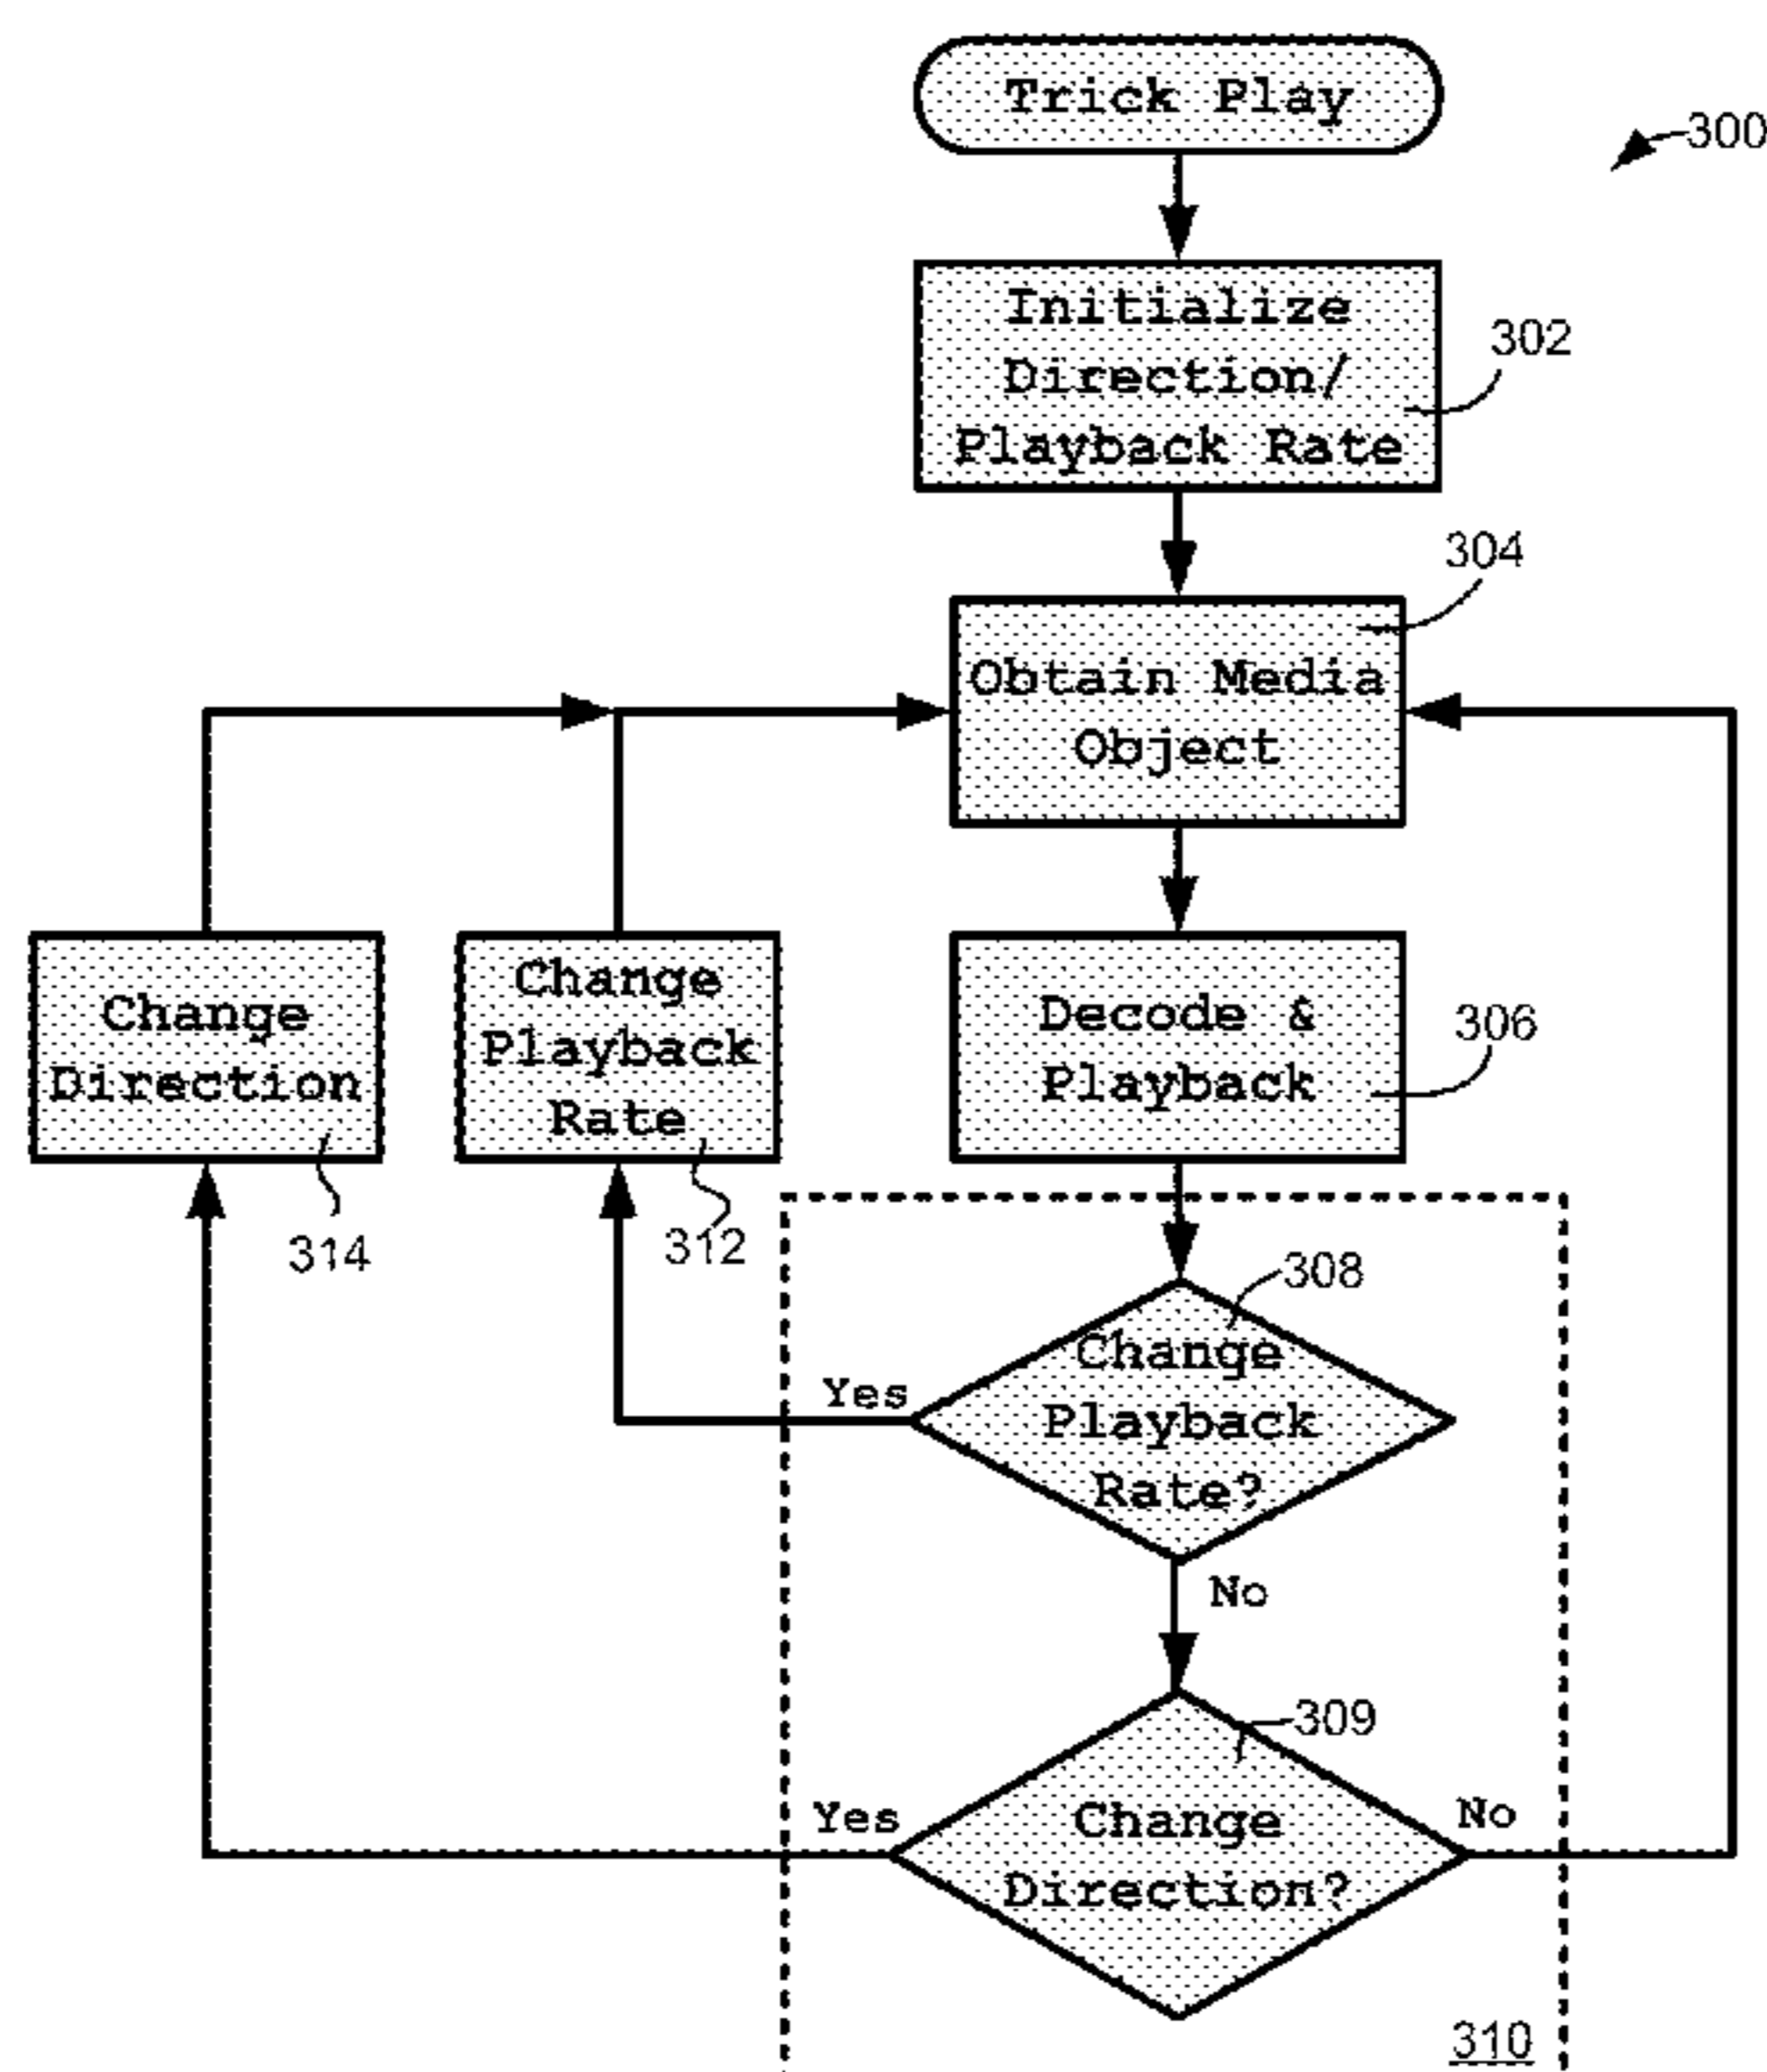 Trick Play
300
Initialize
Direction/
Playback Rate
302
304
Obtain Media
Object
Change
Direction
314
Change
Playback
Rate
312
Decode &
Playback
306
308
Change
Playback
Rate?
Yes
No
309
Change
Direction?
Yes
No
310